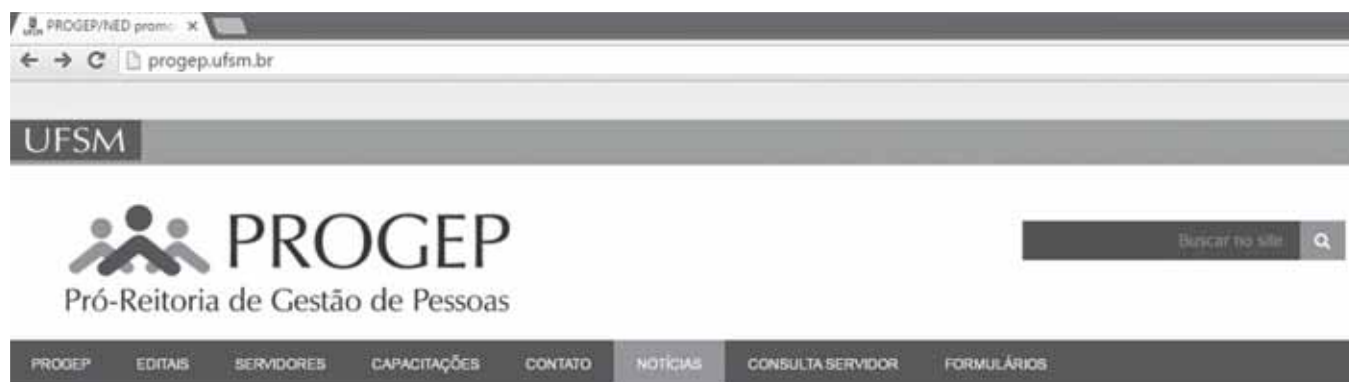 UFSM PROGEP/NED promo
progep.ufsm.br
UFSM
PROGEP
Buscar no site
Pró-Reitoria de Gestão de Pessoas
PROGEP EDITAIS SERVIDORES CAPACITAÇÕES CONTATO NOTÍCIAS CONSULTA SERVIDOR FORMULÁRIOS